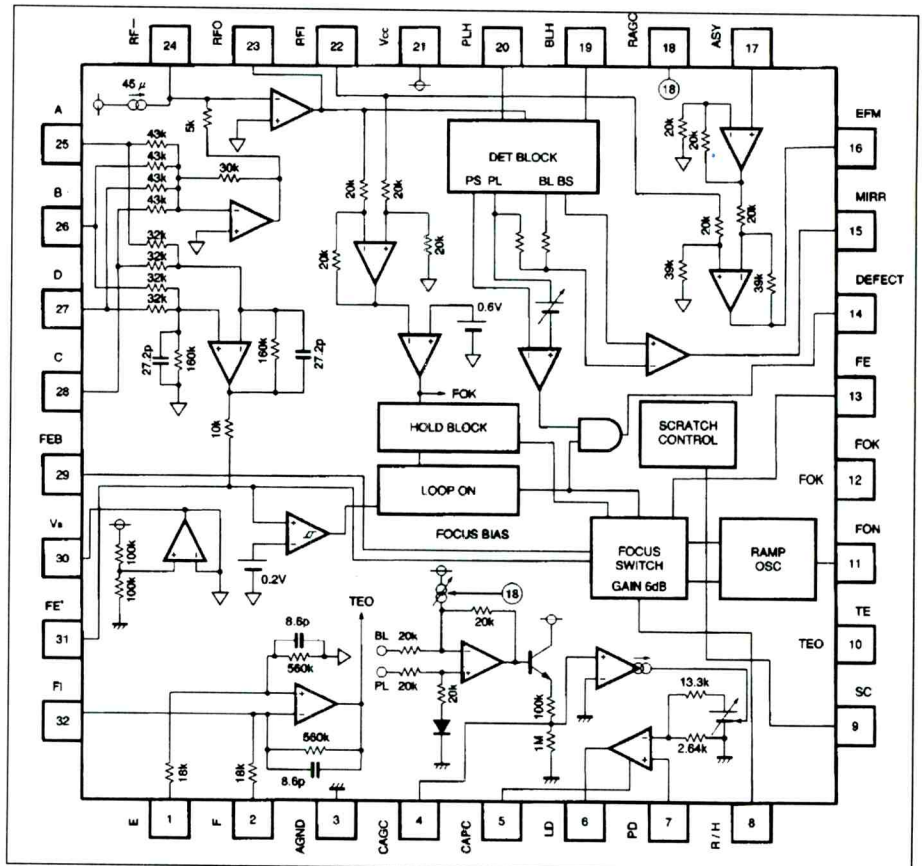 RF−
RFO
RFI
Vcc
PLH
BLH
RAGC
ASY
24
23
22
21
20
19
18
17
A
45 μ
5k
18
20k
20k
EFM
25
43k
43k
43k
43k
30k
DET BLOCK
PS PL
BL BS
16
B
20k
20k
20k
20k
MIRR
26
32k
32k
32k
32k
20k
20k
39k
39k
15
D
0.6V
DEFECT
27
27.2p
160k
160k
27.2p
14
C
FOK
FE
28
10k
HOLD BLOCK
SCRATCH
CONTROL
13
FEB
LOOP ON
FOK
FOK
29
12
FOCUS BIAS
FON
30
100k
100k
0.2V
FOCUS
SWITCH
GAIN 6dB
RAMP
OSC
11
TEO
18
TE
31
8.6p
560k
BL
20k
20k
TEO
10
FI
PL
20k
20k
100k
13.3k
SC
32
560k
8.6p
1M
2.64k
9
18k
18k
E
F
AGND
CAGC
CAPC
LD
PD
R / H
1
2
3
4
5
6
7
8